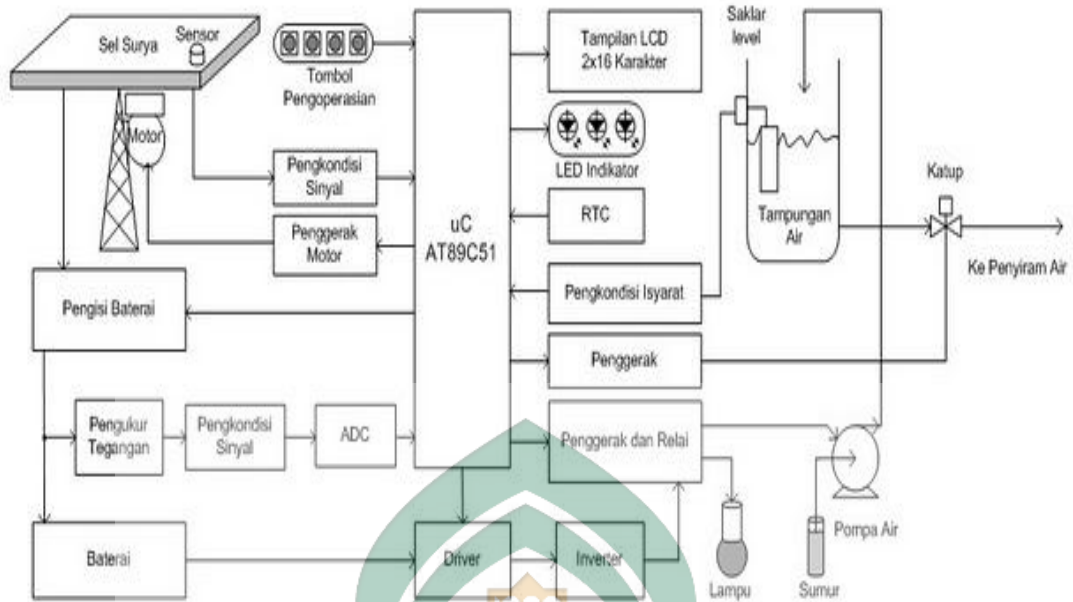 Sel Surya
Sensor
Motor
Tombol
Pengoperasian
Pengkondisi
Sinyal
Penggerak
Motor
Pengisi Baterai
Pengukur
Tegangan
Pengkondisi
Sinyal
ADC
Baterai
uC
AT89C51
Driver
Inverter
Tampilan LCD
2x16 Karakter
LED Indikator
RTC
Pengkondisi Isyarat
Penggerak
Penggerak dan Relai
Saklar
level
Tampungan
Air
Katup
Ke Penyiram Air
Pompa Air
Lampu
Sumur